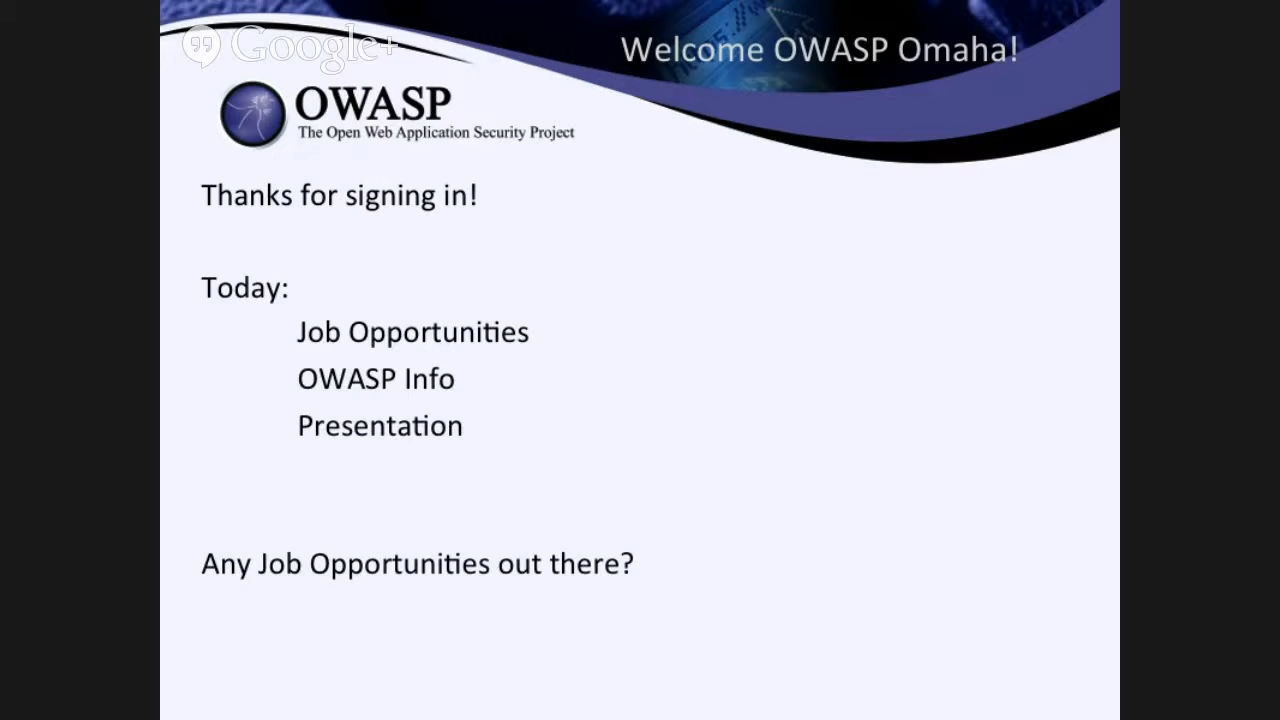 Google+
Welcome OWASP Omaha!
OWASP
The Open Web Application Security Project
Thanks for signing in!
Today:
Job Opportunities
OWASP Info
Presentation
Any Job Opportunities out there?